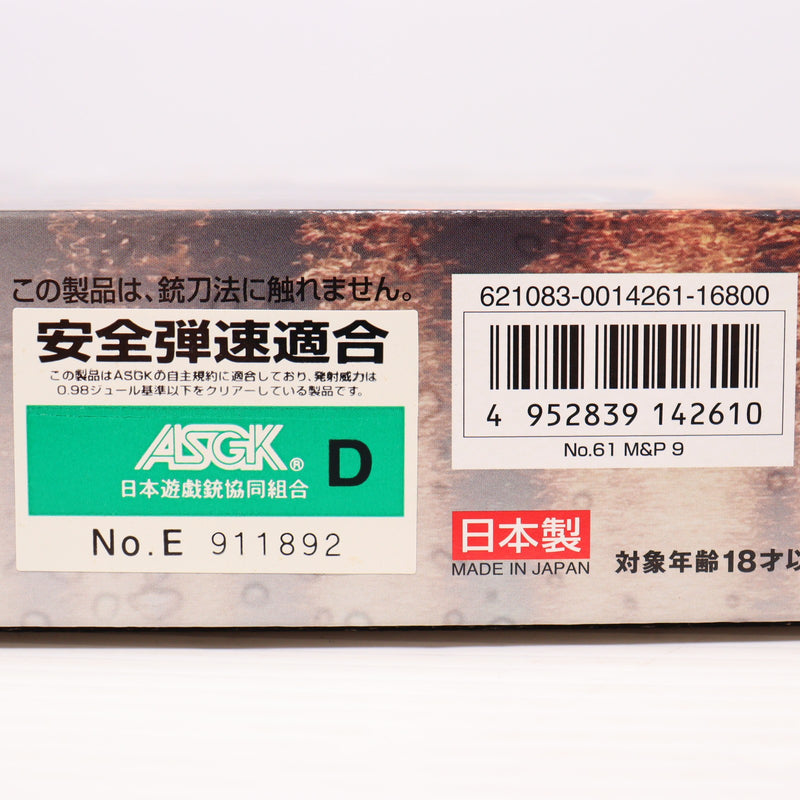 この製品は、銃刀法に触れません。
安全弾速適合
この製品はASGKの自主規約に適合しており、発射威力は
0.98ジュール基準以下をクリアーしている製品です。
ASGK® D
日本遊戯銃協同組合
No.E 911892
621083-0014261-16800
4 952839 142610
No.61 M&P 9
日本製
MADE IN JAPAN
対象年齢18才以